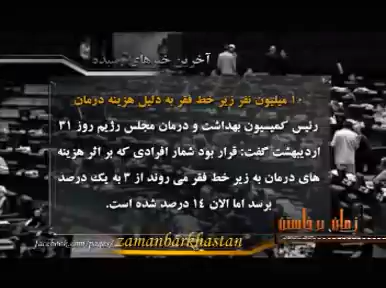 آخرین خبرهای رسیده
۱۰ میلیون نفر زیر خط فقر به دلیل هزینه درمان
رئیس کمیسیون بهداشت و درمان مجلس رژیم روز ۳۱
اردیبهشت گفت: قرار بود شمار افرادی که بر اثر هزینه
های درمان به زیر خط فقر می روند از ۳ به یک درصد
برسد اما الان ۱۴ درصد شده است.
زمان برخاستن
facebook.com/pages/zamanbarkhastan